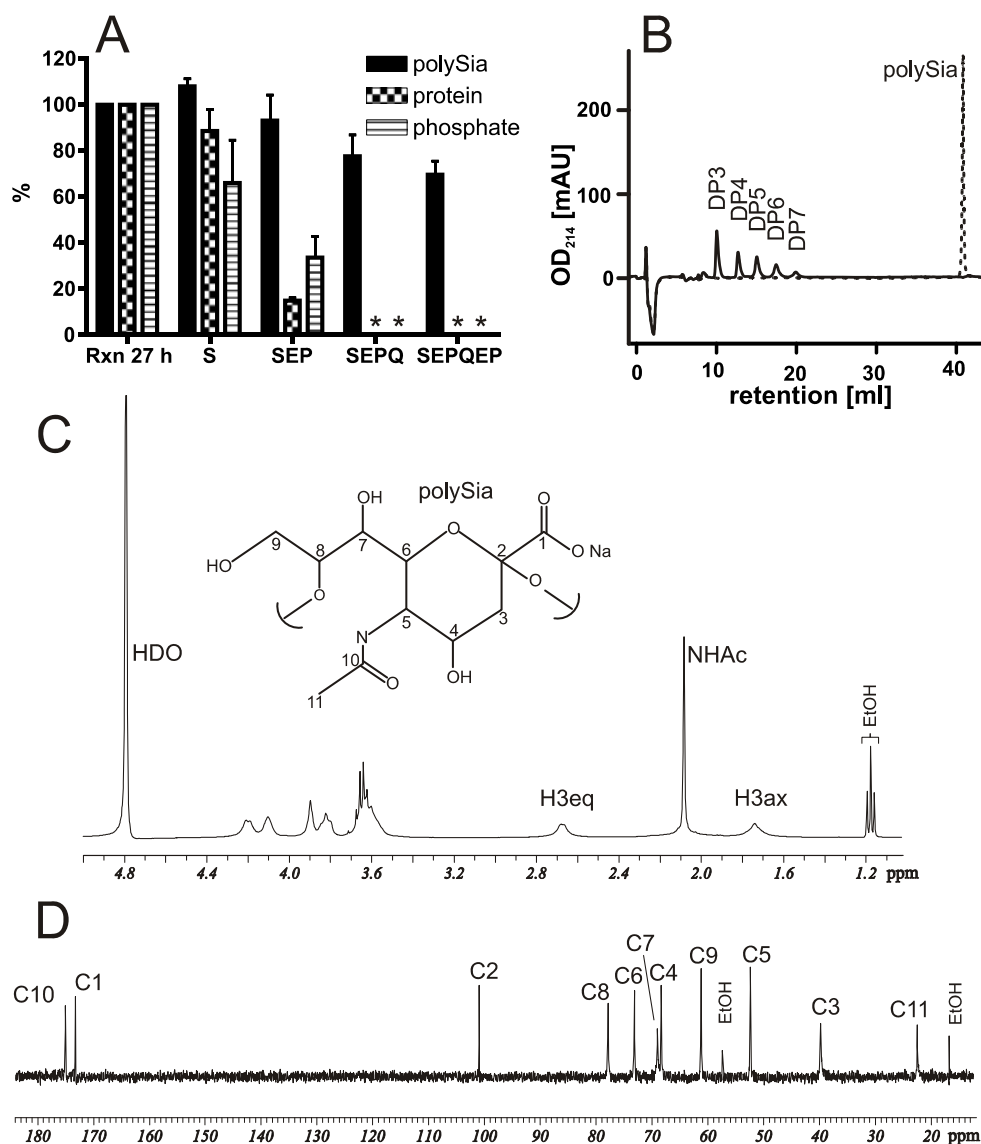 A
120
100
80
60
40
20
0
%
polySia
protein
phosphate
* * * *
Rxn 27 h S SEP SEPQ SEPQEP
B
polySia
200
100
0
OD214 [mAU]
DP3
DP4
DP5
DP6
DP7
0 10 20 30 40
retention [ml]
C
polySia
OH
O
9
7
O
1
HO
8
6
2
O Na
O
O
5
3
N
4
10
OH
O
11
HDO
NHAc
EtOH
H3eq
H3ax
4.8 4.4 4.0 3.6 3.2 2.8 2.4 2.0 1.6 1.2 ppm
D
C10
C1
C2
C8
C6
C7
C4
C9
EtOH
C5
C3
C11
EtOH
180 160 140 120 100 80 70 60 50 40 30 20 ppm